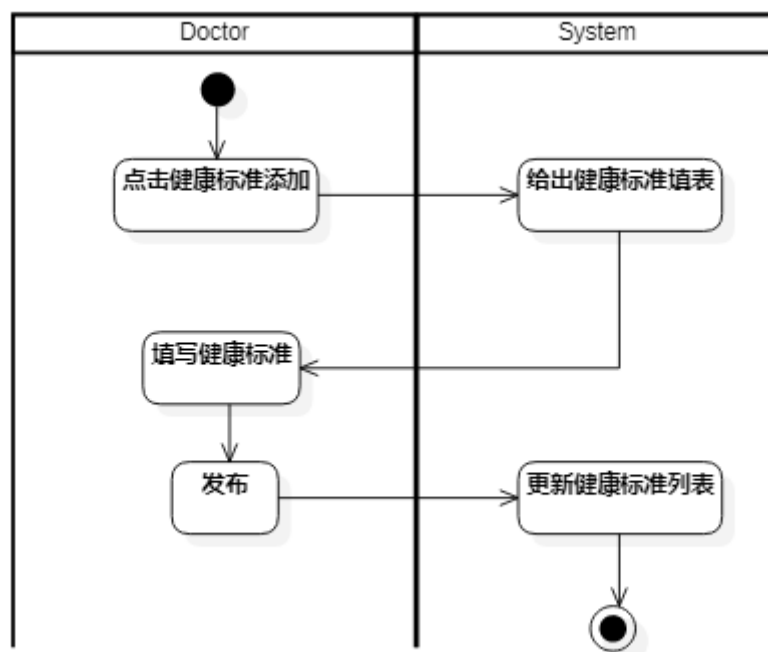 Doctor
System
点击健康标准添加
给出健康标准填表
填写健康标准
发布
更新健康标准列表